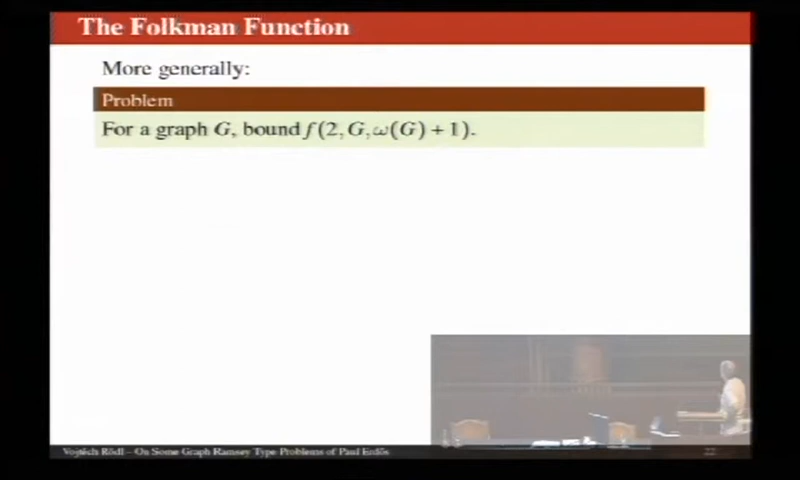 The Folkman Function
More generally:
Problem
For a graph G, bound f(2, G, ω(G) + 1).
Vojtěch Rödl – On Some Graph Ramsey Type Problems of Paul Erdős
22